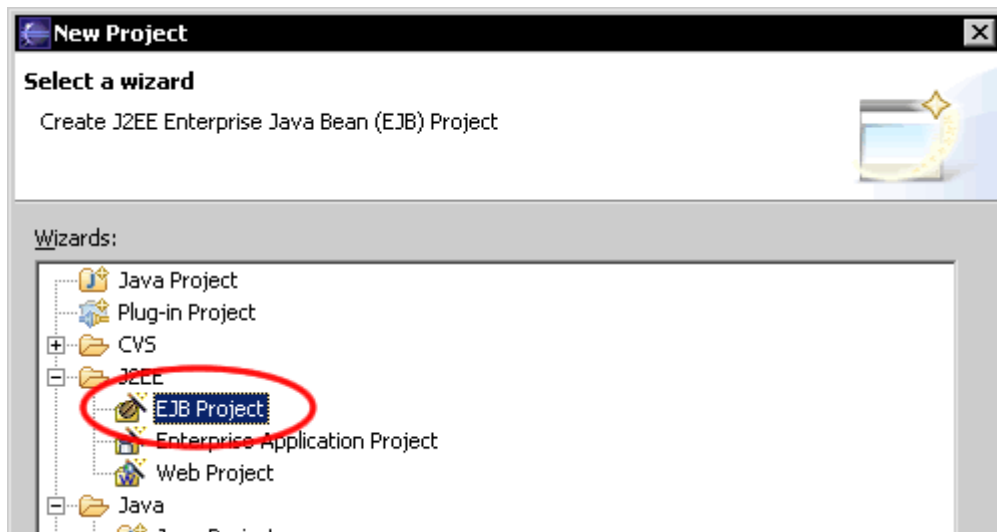 New Project
Select a wizard
Create J2EE Enterprise Java Bean (EJB) Project
Wizards:
Java Project
Plug-in Project
CVS
J2EE
EJB Project
Enterprise Application Project
Web Project
Java